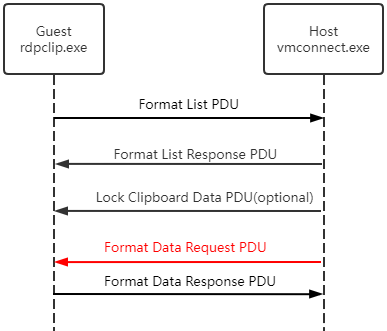 Guest
rdpclip.exe
Host
vmconnect.exe
Format List PDU
Format List Response PDU
Lock Clipboard Data PDU(optional)
Format Data Request PDU
Format Data Response PDU